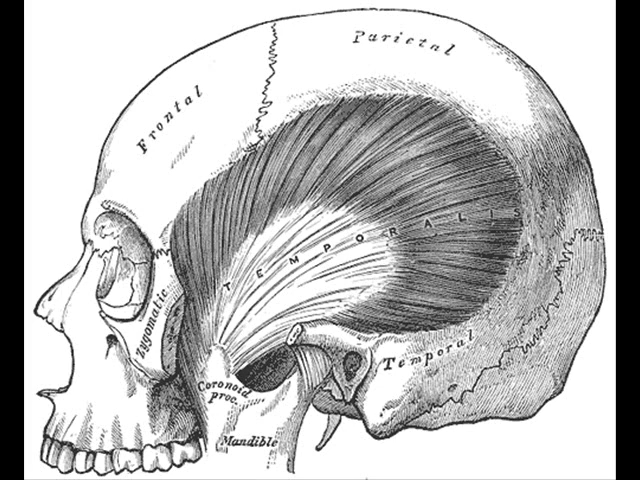 Parietal
Frontal
TEMPORALIS
Zygomatic
Temporal
Coronoid
proc.
Mandible